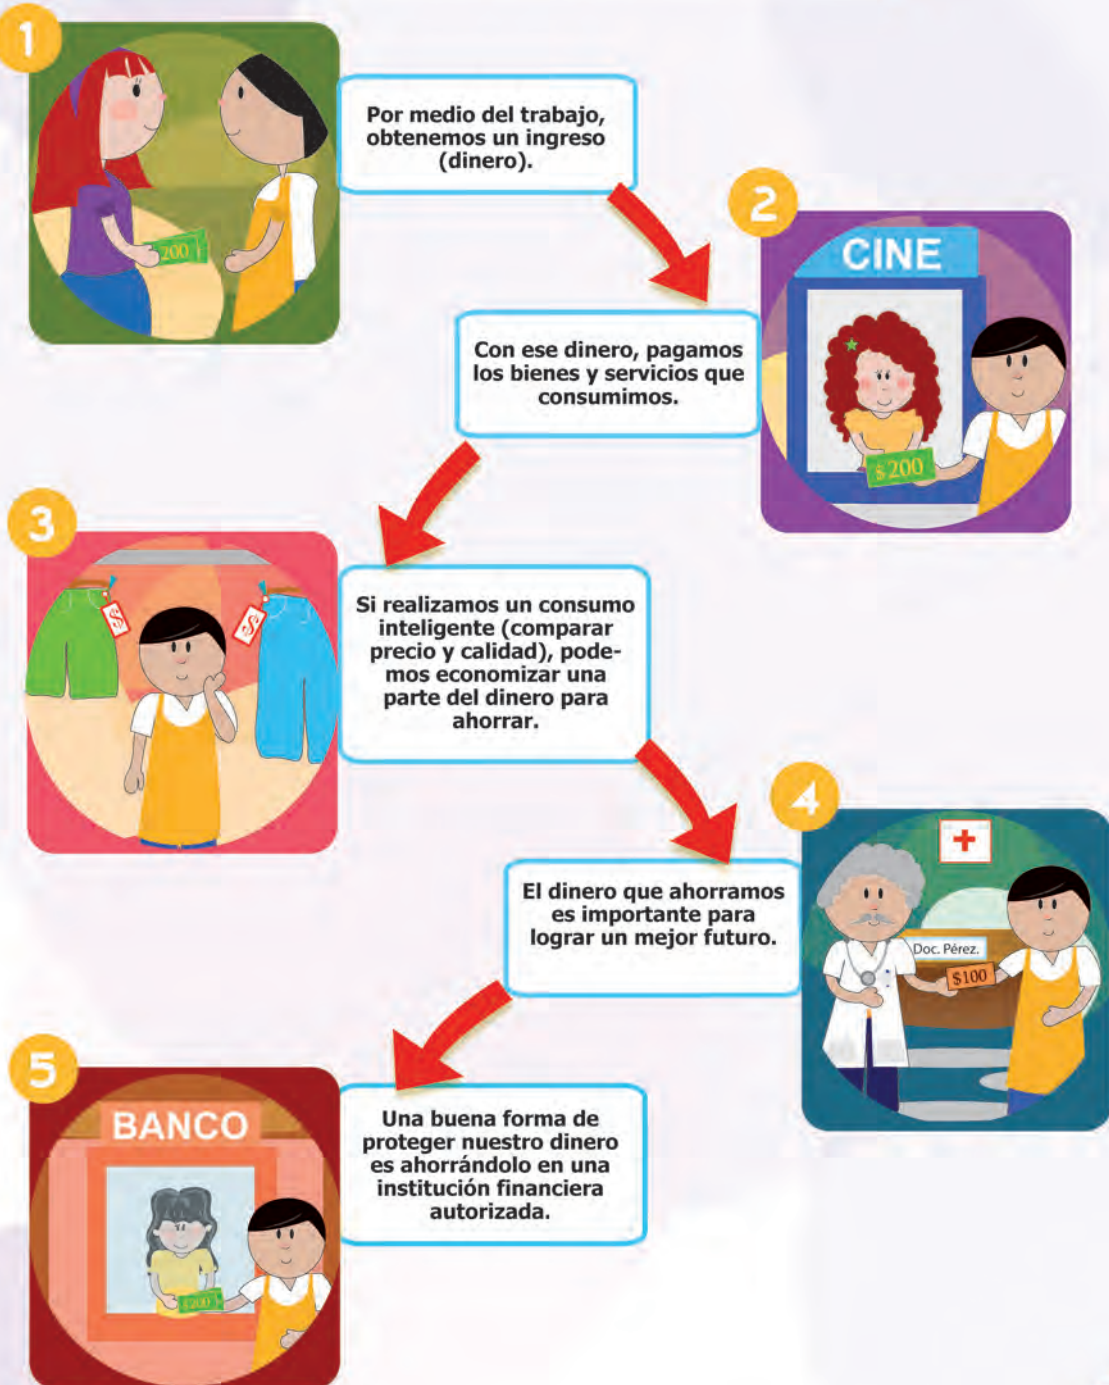 1
200
Por medio del trabajo,
obtenemos un ingreso
(dinero).
2
CINE
$200
Con ese dinero, pagamos
los bienes y servicios que
consumimos.
3
$
$
Si realizamos un consumo
inteligente (comparar
precio y calidad), pode-
mos economizar una
parte del dinero para
ahorrar.
4
Doc. Pérez.
$100
El dinero que ahorramos
es importante para
lograr un mejor futuro.
5
BANCO
$200
Una buena forma de
proteger nuestro dinero
es ahorrándolo en una
institución financiera
autorizada.